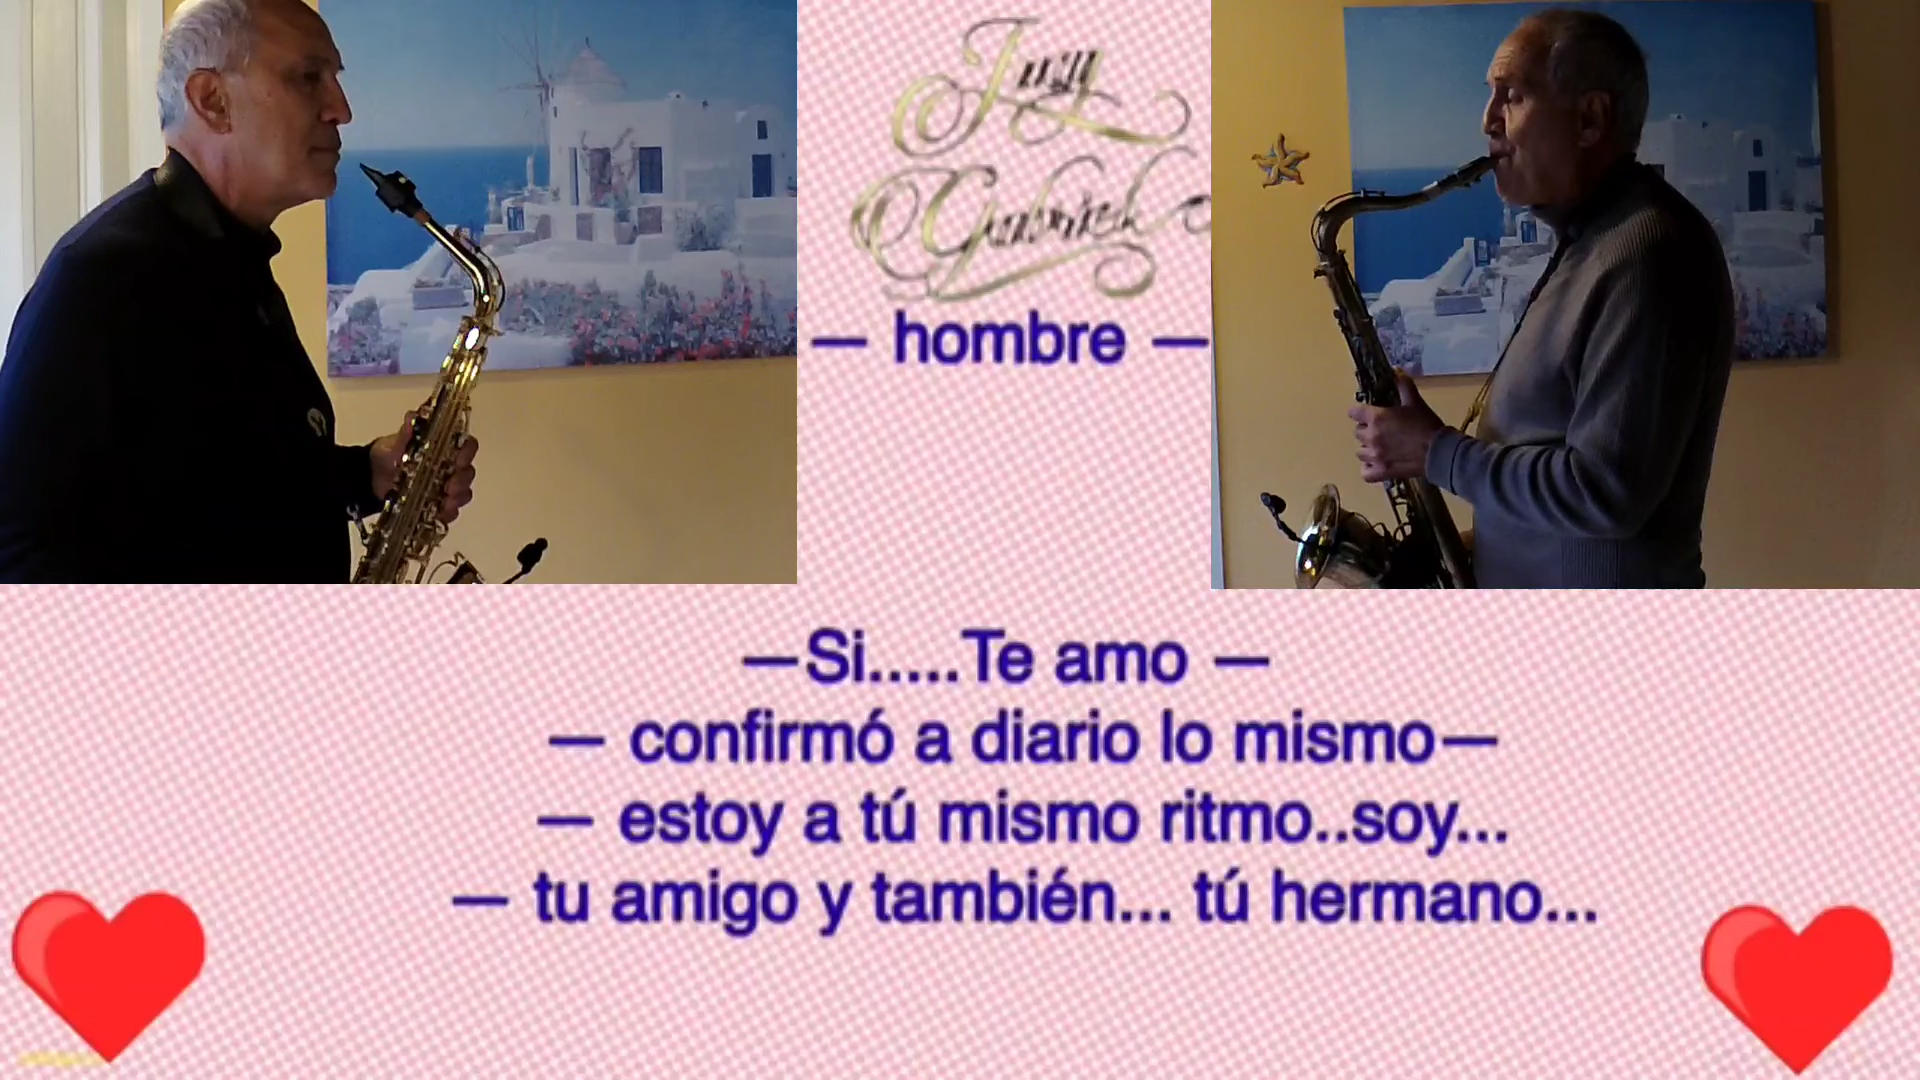 Juan
Gabriel
— hombre —
—Si.....Te amo —
— confirmó a diario lo mismo—
— estoy a tú mismo ritmo..soy...
— tu amigo y también... tú hermano...